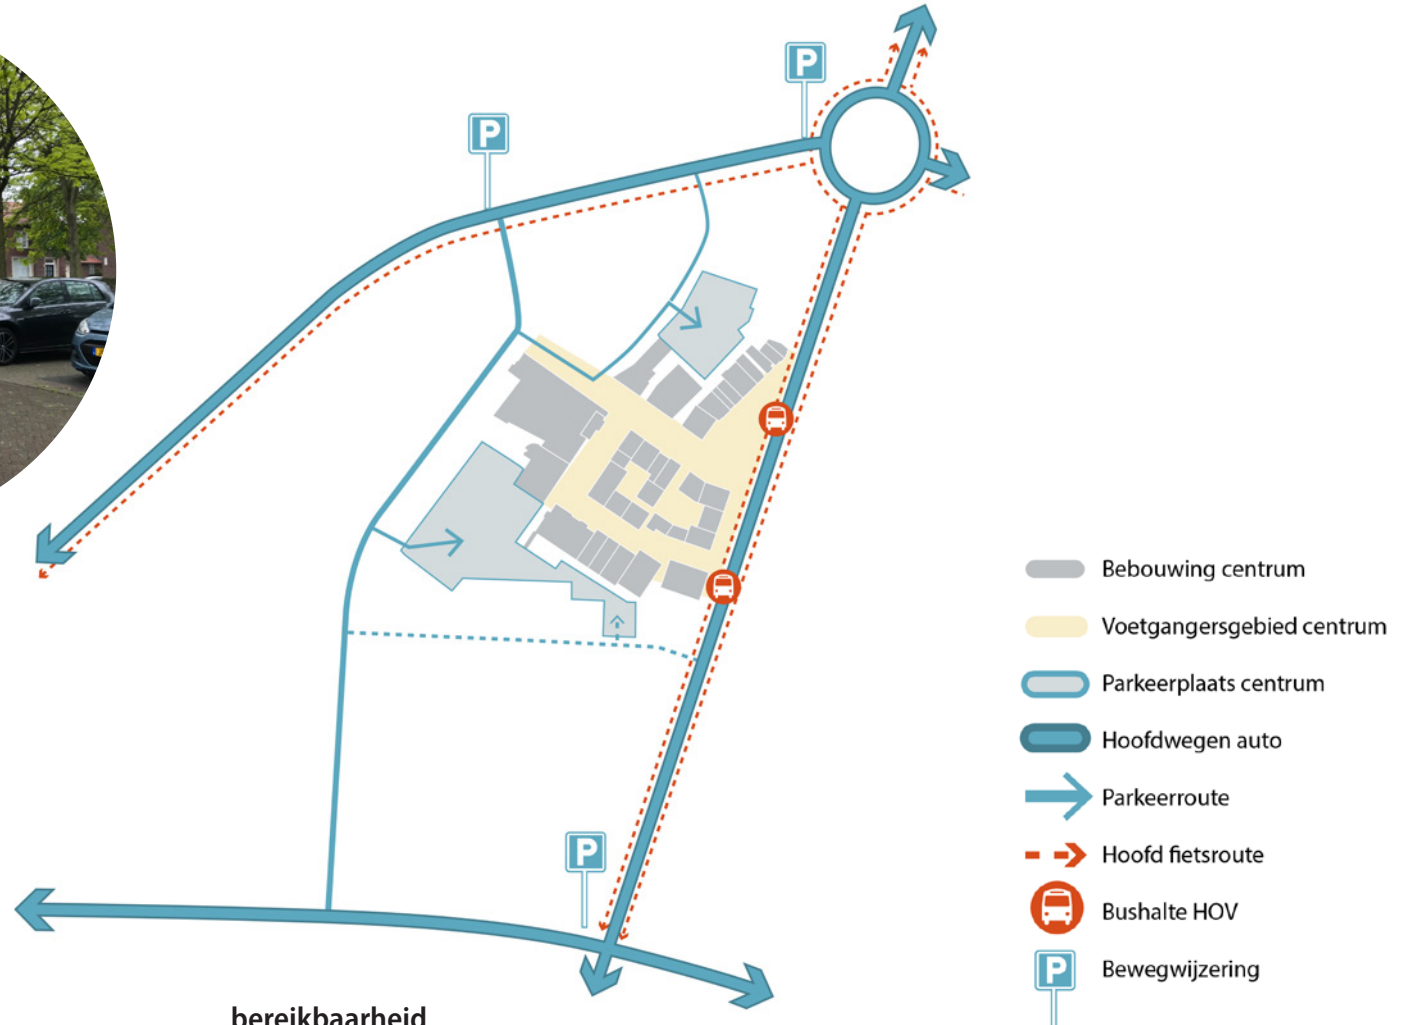 P
P
P
Bebouwing centrum
Voetgangersgebied centrum
Parkeerplaats centrum
Hoofdwegen auto
Parkeerroute
Hoofd fietsroute
Bushalte HOV
P Bewegwijzering
bereikbaarheid